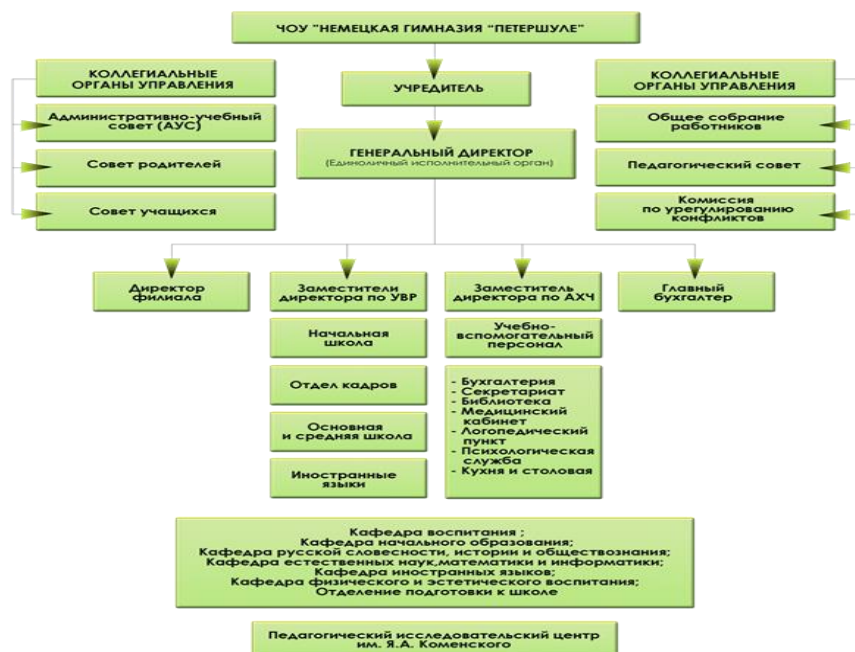 ЧОУ "НЕМЕЦКАЯ ГИМНАЗИЯ “ПЕТЕРШУЛЕ”
КОЛЛЕГИАЛЬНЫЕ
ОРГАНЫ УПРАВЛЕНИЯ
Административно-учебный
совет (АУС)
Совет родителей
Совет учащихся
УЧРЕДИТЕЛЬ
ГЕНЕРАЛЬНЫЙ ДИРЕКТОР
(Единоличный исполнительный орган)
КОЛЛЕГИАЛЬНЫЕ
ОРГАНЫ УПРАВЛЕНИЯ
Общее собрание
работников
Педагогический совет
Комиссия
по урегулированию
конфликтов
Директор
филиала
Заместители
директора по УВР
Начальная
школа
Отдел кадров
Основная
и средняя школа
Иностранные
языки
Заместитель
директора по АХЧ
Учебно-
вспомогательный
персонал
- Бухгалтерия
- Секретариат
- Библиотека
- Медицинский
кабинет
- Логопедический
пункт
- Психологическая
служба
- Кухня и столовая
Главный
бухгалтер
Кафедра воспитания ;
Кафедра начального образования;
Кафедра русской словесности, истории и обществознания;
Кафедра естественных наук,математики и информатики;
Кафедра иностранных языков;
Кафедра физического и эстетического воспитания;
Отделение подготовки к школе
Педагогический исследовательский центр
им. Я.А. Коменского